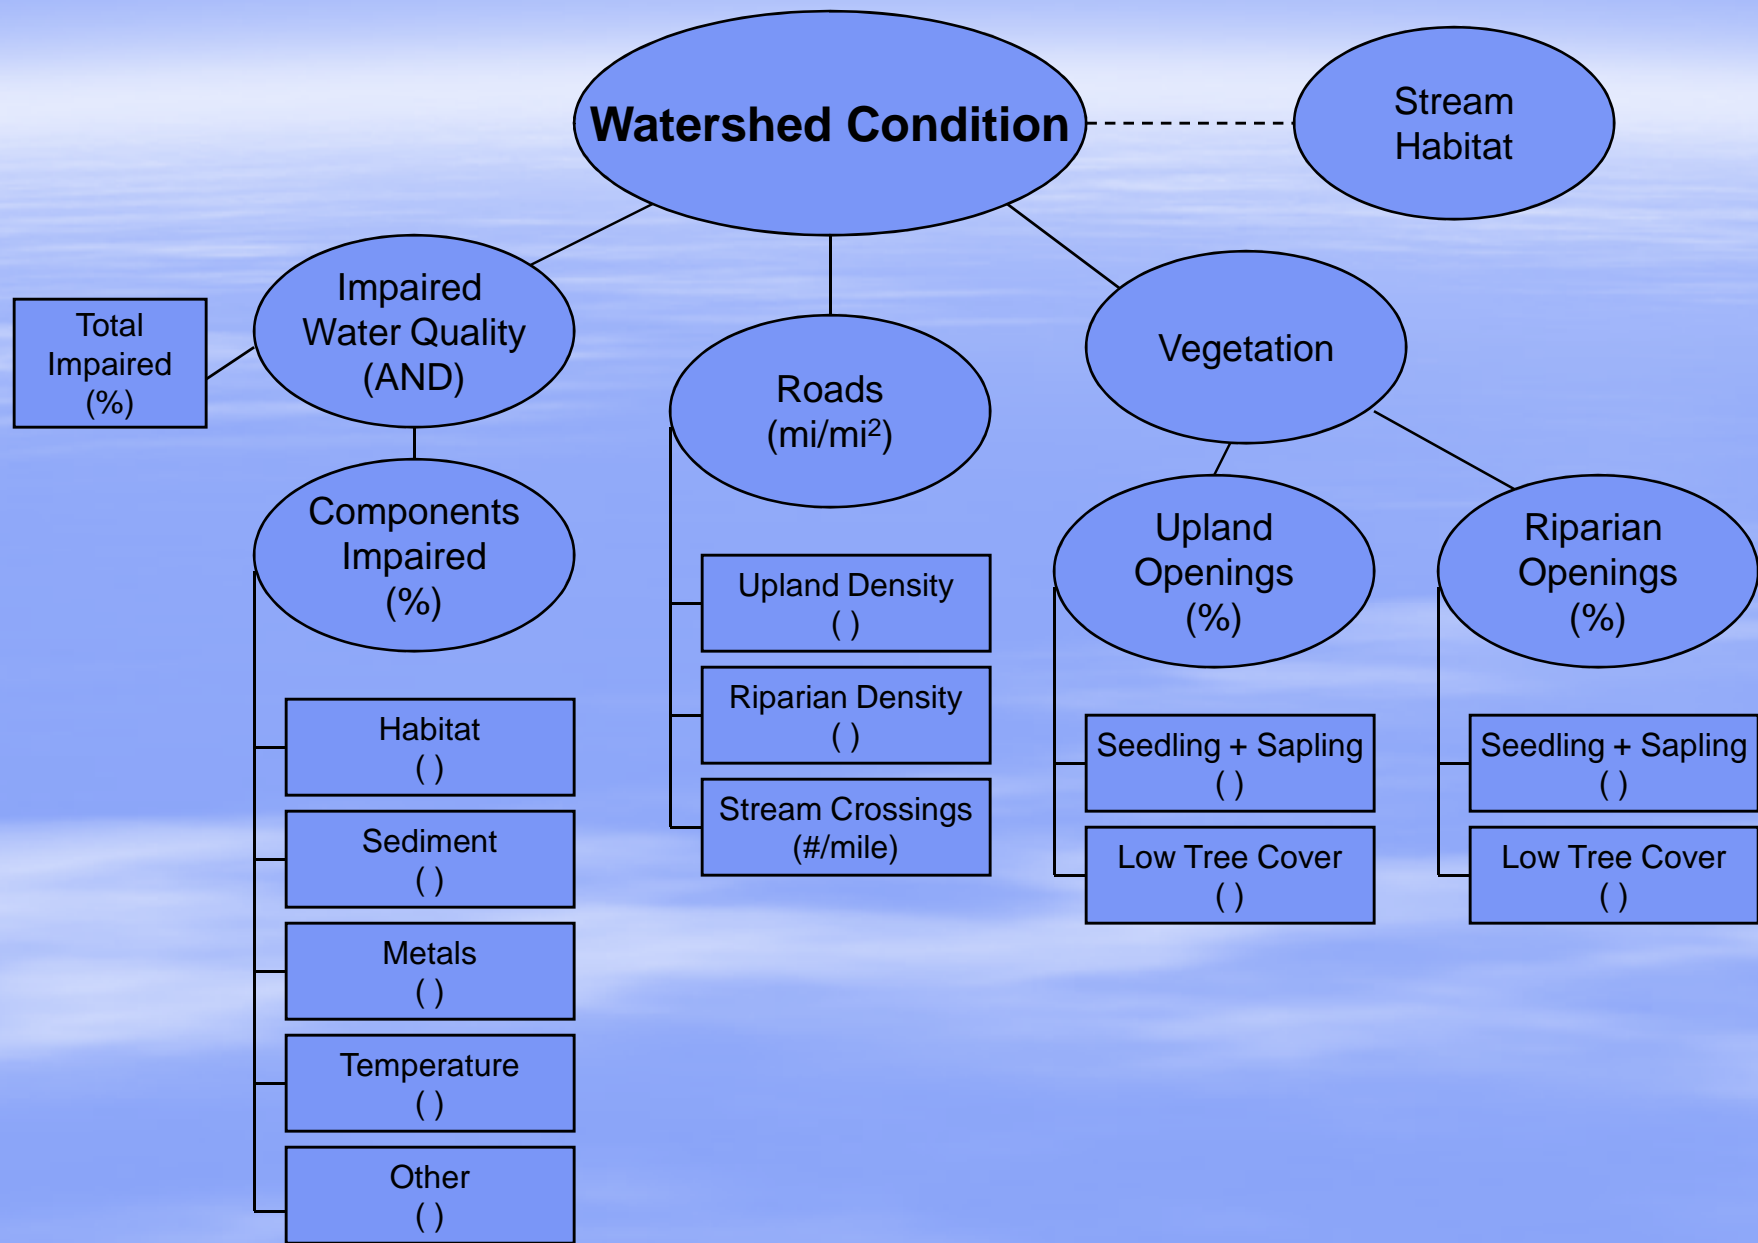 Watershed Condition
Stream
Habitat
Impaired
Water Quality
(AND)
Total
Impaired
(%)
Components
Impaired
(%)
Habitat
( )
Sediment
( )
Metals
( )
Temperature
( )
Other
( )
Roads
(mi/mi²)
Upland Density
( )
Riparian Density
( )
Stream Crossings
(#/mile)
Vegetation
Upland
Openings
(%)
Seedling + Sapling
( )
Low Tree Cover
( )
Riparian
Openings
(%)
Seedling + Sapling
( )
Low Tree Cover
( )